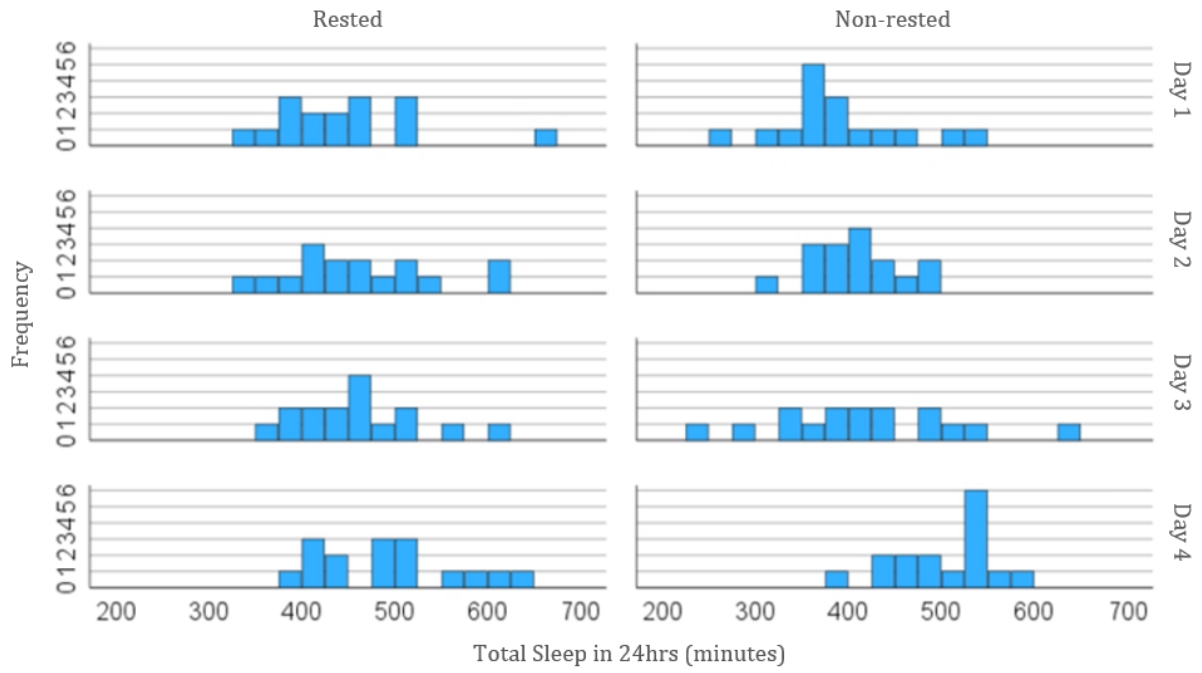 Rested Non-rested
0123456 Day 1
0123456 Day 2
Frequency
0123456 Day 3
0123456 Day 4
200 300 400 500 600 700 200 300 400 500 600 700
Total Sleep in 24hrs (minutes)